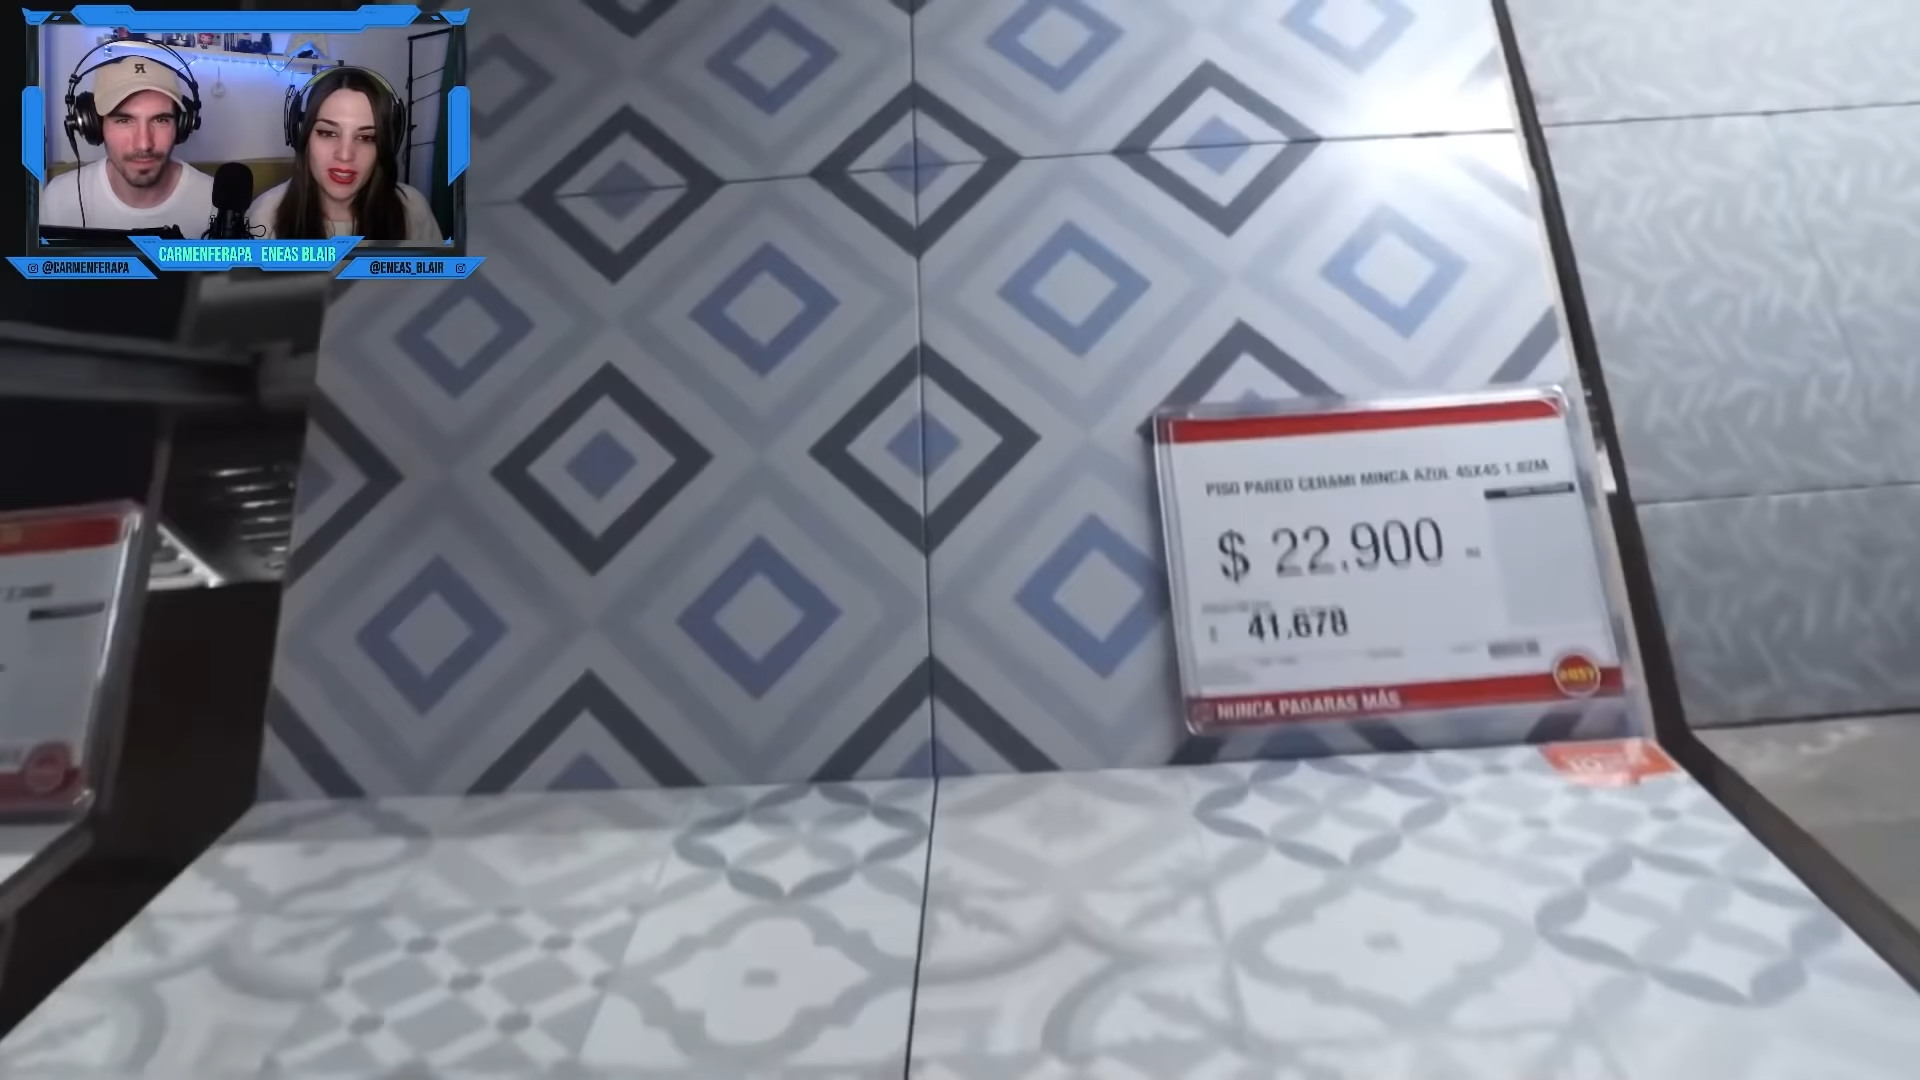 CARMENFERAPA ENEAS BLAIR
@CARMENFERAPA @ENEAS_BLAIR
PISO PARED CERAMI MINCA AZUL 45X45 1.82M
$ 22.900
$ 41.678
NUNCA PAGARAS MÁS
easy